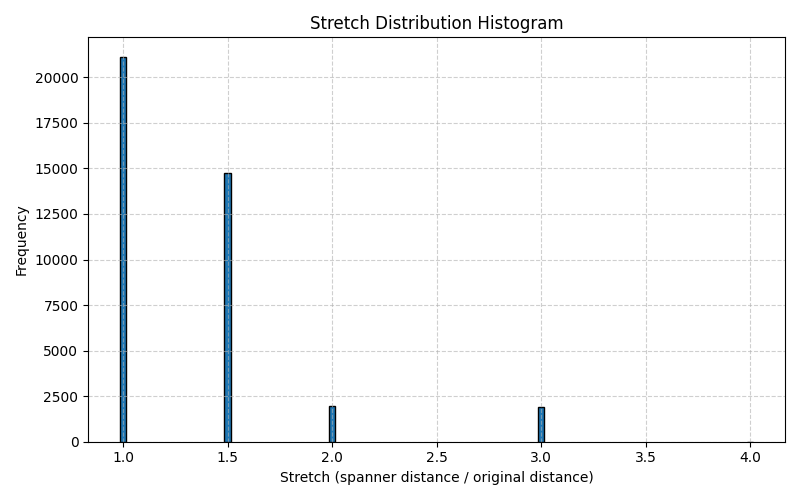 Stretch Distribution Histogram
20000
17500
15000
12500
10000
7500
5000
2500
0
Frequency
1.0 1.5 2.0 2.5 3.0 3.5 4.0
Stretch (spanner distance / original distance)